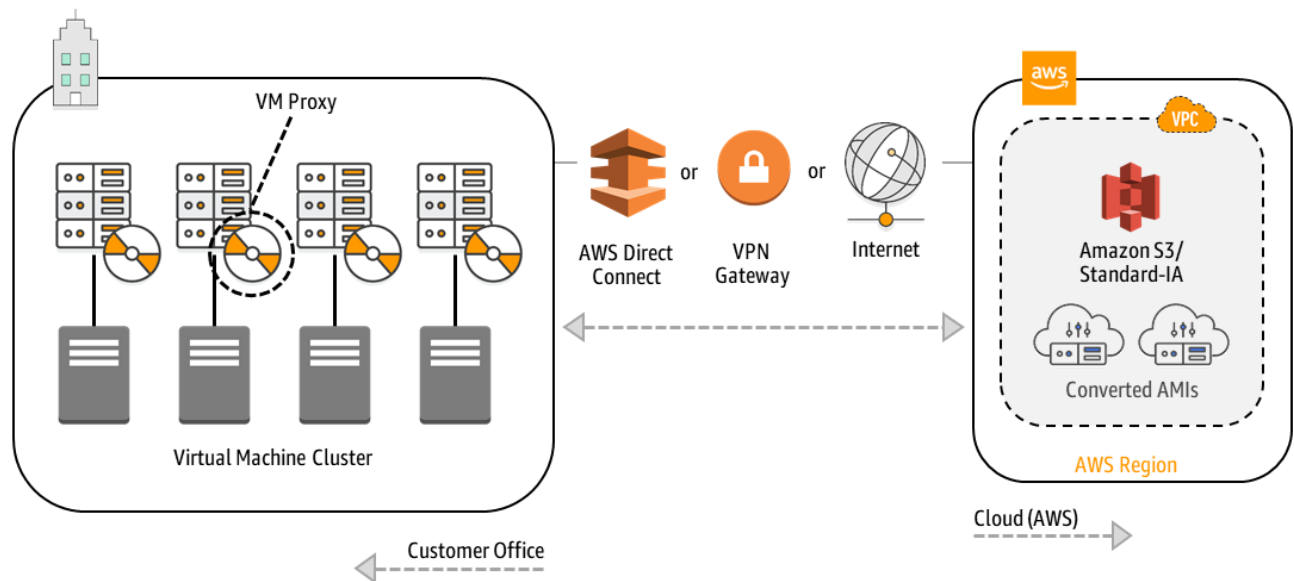 VM Proxy
Virtual Machine Cluster
Customer Office
AWS Direct
Connect
or
VPN
Gateway
or
Internet
aws
VPC
Amazon S3/
Standard-IA
Converted AMIs
AWS Region
Cloud (AWS)